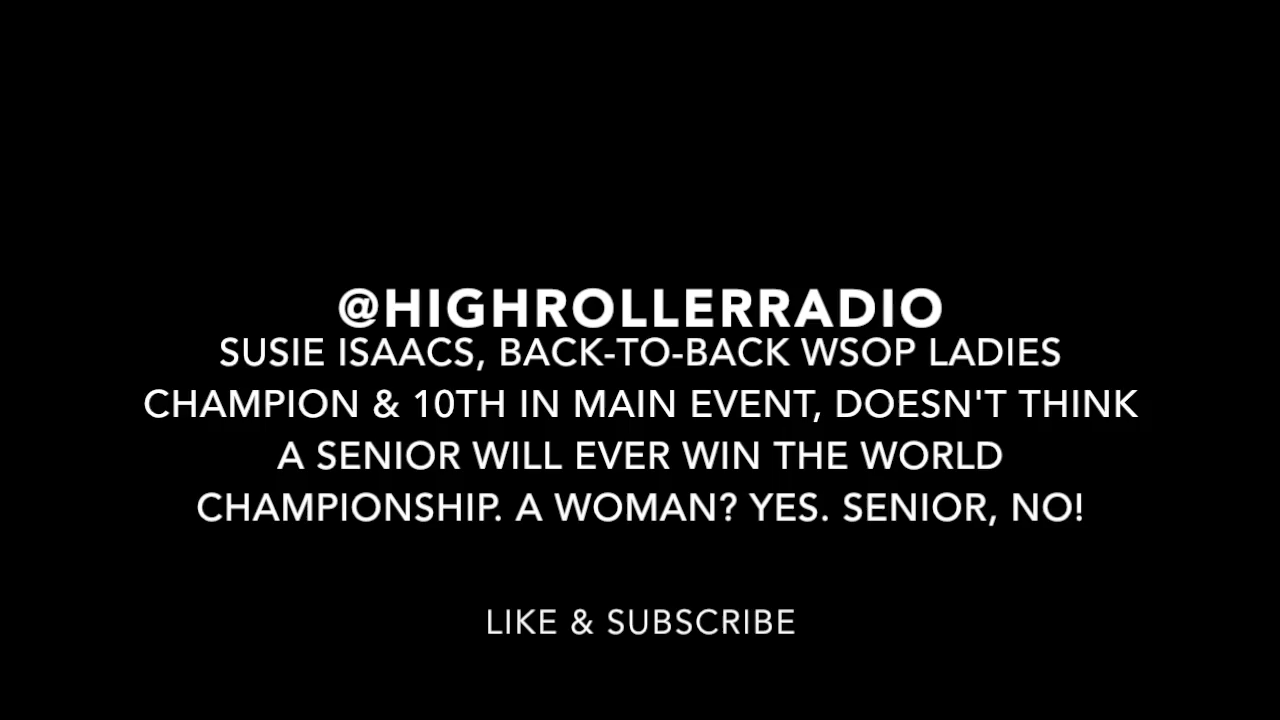 @HIGHROLLERRADIO
SUSIE ISAACS, BACK-TO-BACK WSOP LADIES
CHAMPION & 10TH IN MAIN EVENT, DOESN'T THINK
A SENIOR WILL EVER WIN THE WORLD
CHAMPIONSHIP. A WOMAN? YES. SENIOR, NO!
LIKE & SUBSCRIBE